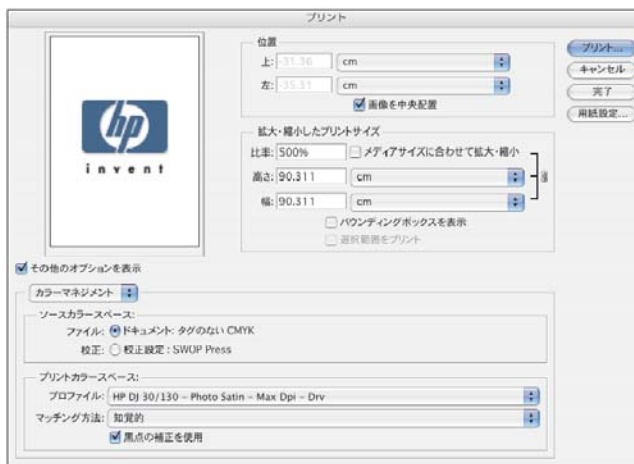 プリント
hp
invent
位置
上: -31.36 cm
左: -35.31 cm
画像を中央配置
プリント...
キャンセル
完了
用紙設定...
拡大・縮小したプリントサイズ
比率: 500% メディアサイズに合わせて拡大・縮小
高さ: 90.311 cm
幅: 90.311 cm
バウンディングボックスを表示
選択範囲をプリント
その他のオプションを表示
カラーマネジメント
ソースカラースペース:
ファイル: ドキュメント: タグのない CMYK
校正: 校正設定 : SWOP Press
プリントカラースペース:
プロファイル: HP DJ 30/130 – Photo Satin – Max Dpi – Drv
マッチング方法: 知覚的
黒点の補正を使用